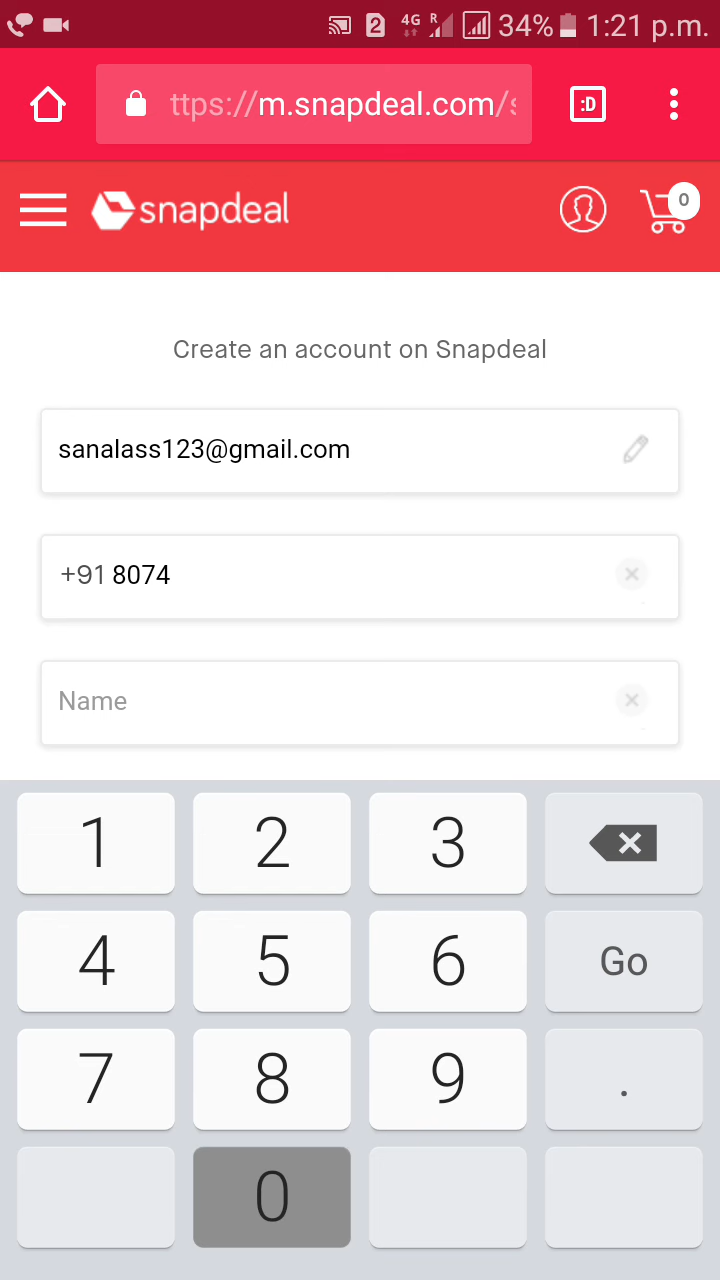 2 4G R 34% 1:21 p.m.
ttps://m.snapdeal.com/s :D
snapdeal 0
Create an account on Snapdeal
sanalass123@gmail.com
+91 8074
Name
1 2 3
4 5 6 Go
7 8 9 .
0